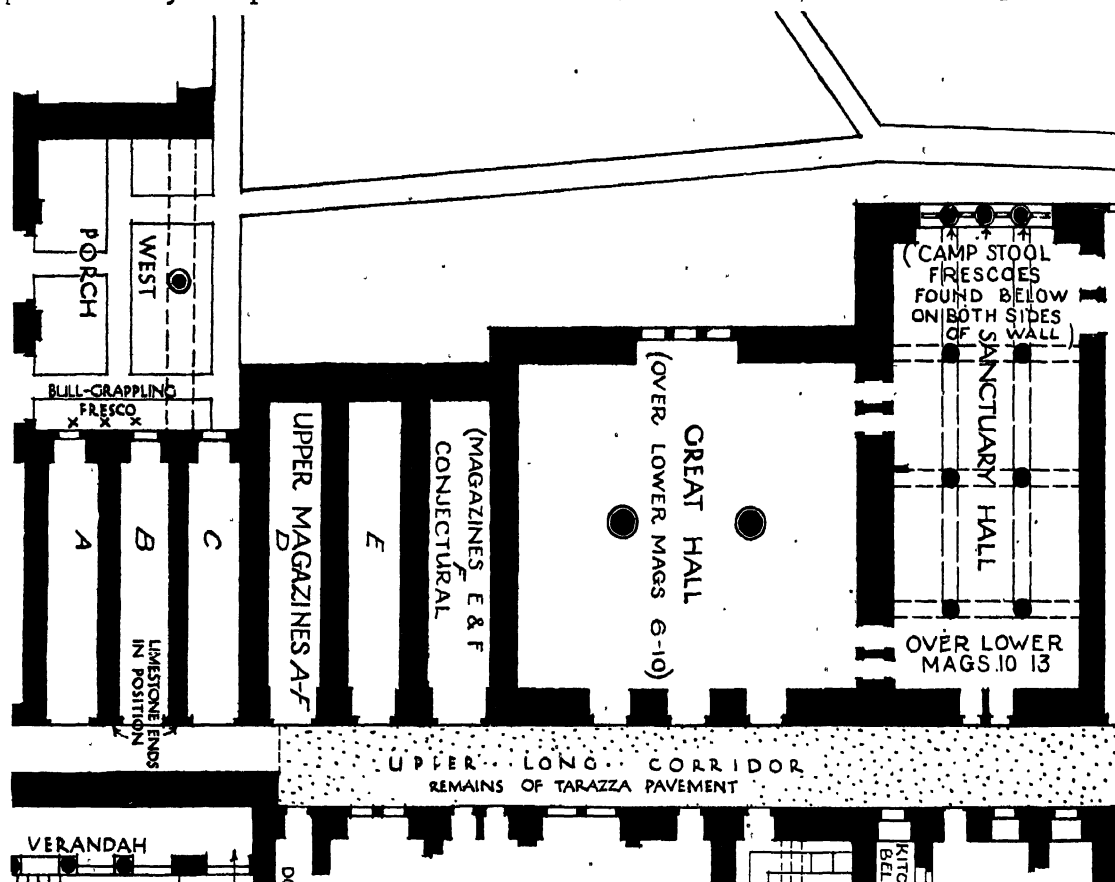 (CAMP STOOL
FRESCOES
FOUND BELOW
ON BOTH SIDES
OF WALL)
SANCTUARY HALL
OVER LOWER
MAGS. 10 13
WEST
PORCH
BULL-GRAPPLING
FRESCO
x x x
GREAT HALL
(OVER LOWER MAGS 6-10)
UPPER MAGAZINES A-F
(MAGAZINES E & F
CONJECTURAL
A
B
C
D
E
F
LIMESTONE ENDS
IN POSITION
UPPER LONG CORRIDOR
REMAINS OF TARAZZA PAVEMENT
VERANDAH